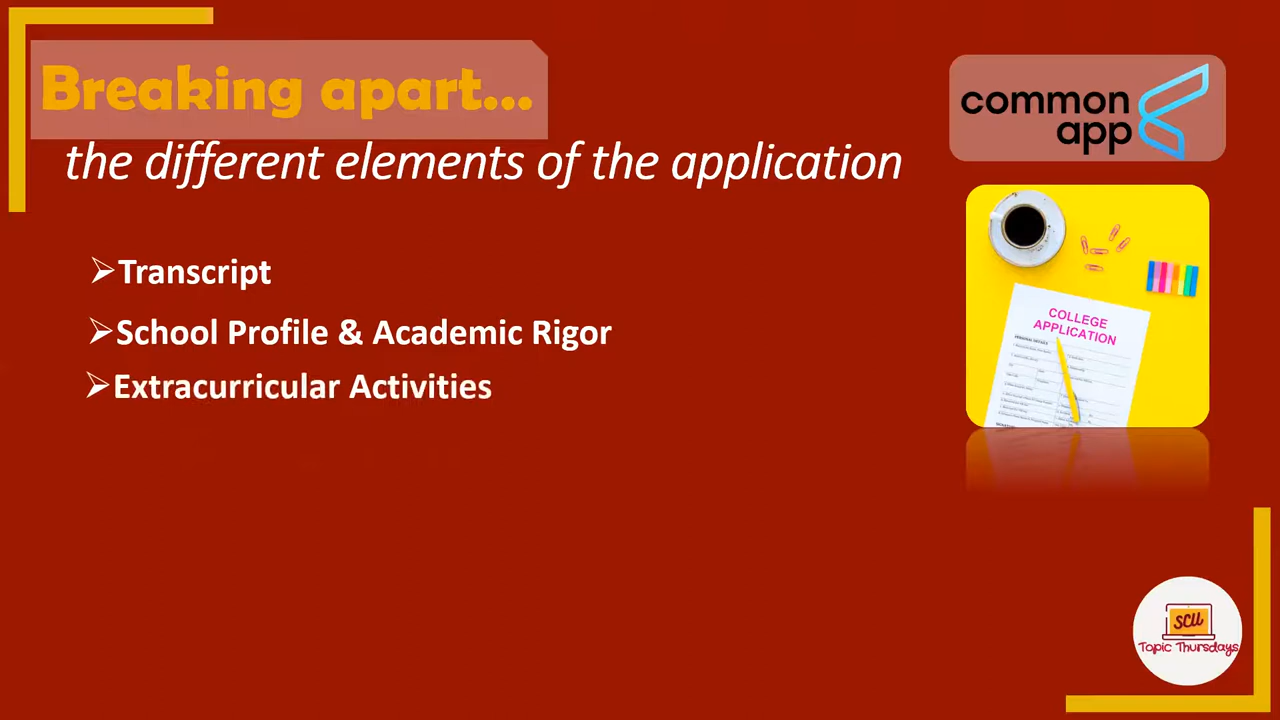 Breaking apart...
the different elements of the application
common
app
Transcript
School Profile & Academic Rigor
Extracurricular Activities
COLLEGE
APPLICATION
SCU
Topic Thursdays